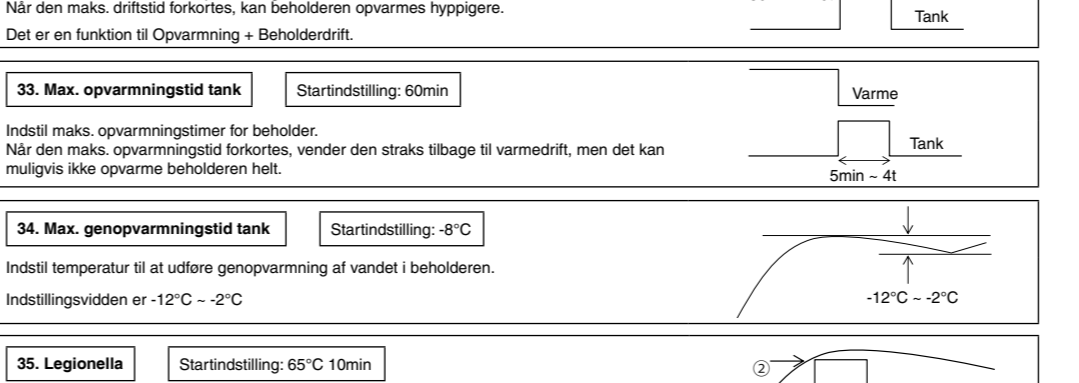 Når den maks. driftstid forkortes, kan beholderen opvarmes hyppigere.
Det er en funktion til Opvarmning + Beholderdrift.
Tank
33. Max. opvarmningstid tank
Startindstilling: 60min
Indstil maks. opvarmningstimer for beholder.
Når den maks. opvarmningstid forkortes, vender den straks tilbage til varmedrift, men det kan
muligvis ikke opvarme beholderen helt.
Varme
Tank
5min ~ 4t
34. Max. genopvarmningstid tank
Startindstilling: -8°C
Indstil temperatur til at udføre genopvarmning af vandet i beholderen.
Indstillingsvidden er -12°C ~ -2°C
-12°C ~ -2°C
35. Legionella
Startindstilling: 65°C 10min
②